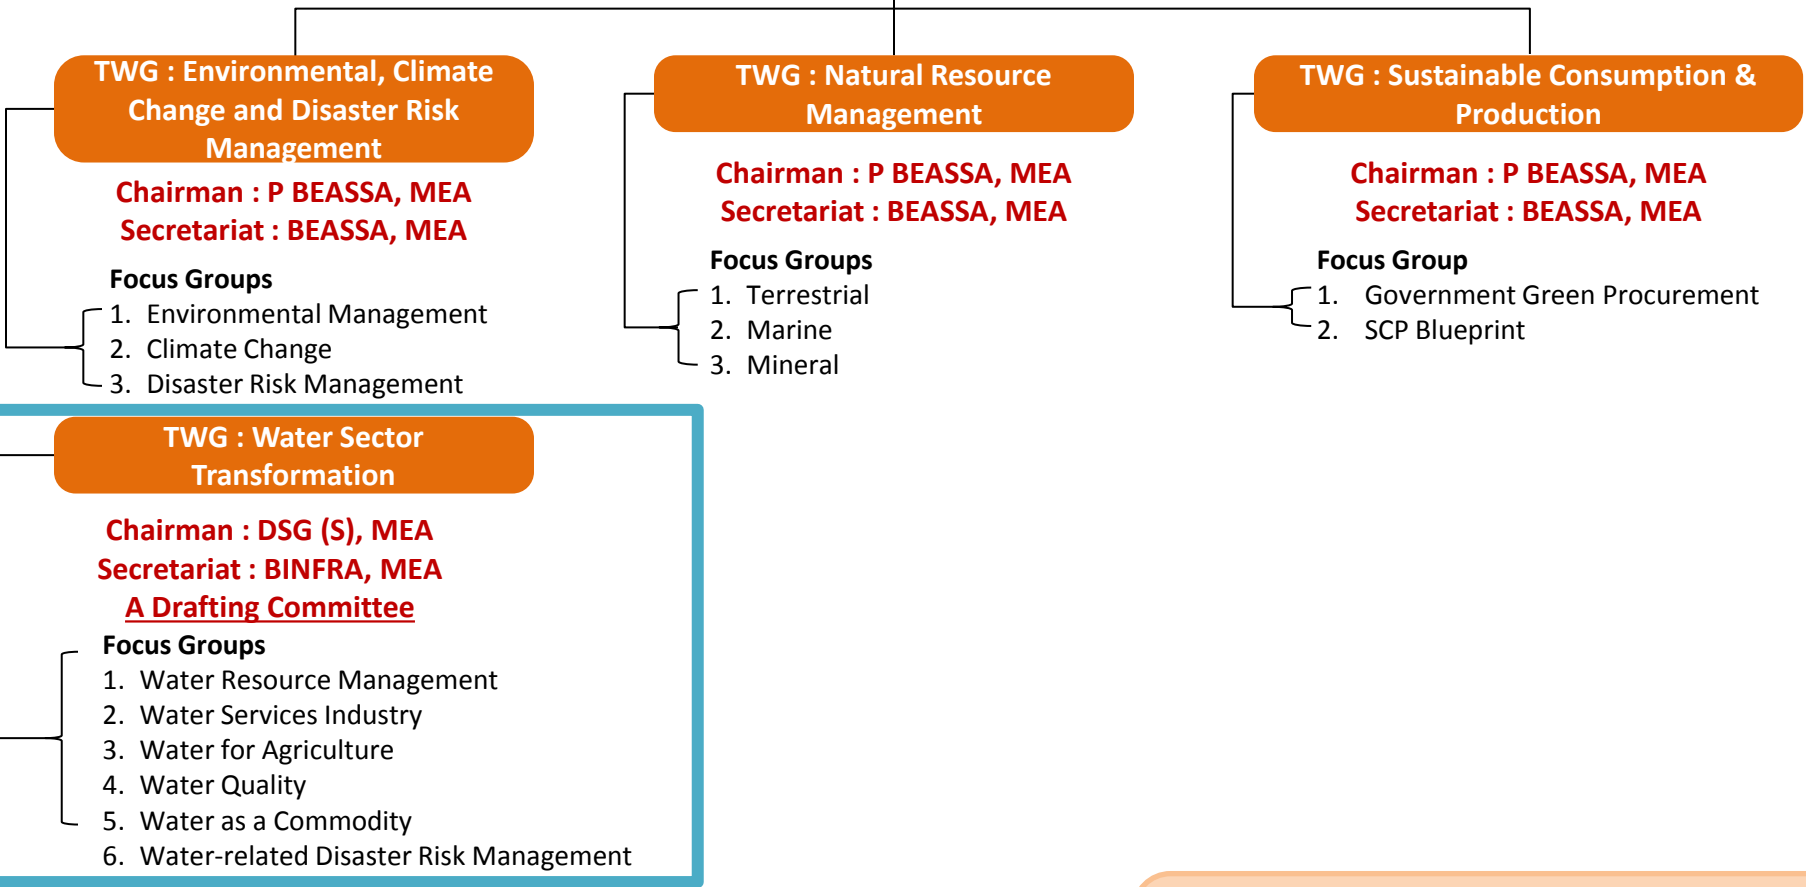 TWG : Environmental, Climate
Change and Disaster Risk
Management
Chairman : P BEASSA, MEA
Secretariat : BEASSA, MEA
Focus Groups
1. Environmental Management
2. Climate Change
3. Disaster Risk Management
TWG : Natural Resource
Management
Chairman : P BEASSA, MEA
Secretariat : BEASSA, MEA
Focus Groups
1. Terrestrial
2. Marine
3. Mineral
TWG : Sustainable Consumption &
Production
Chairman : P BEASSA, MEA
Secretariat : BEASSA, MEA
Focus Group
1. Government Green Procurement
2. SCP Blueprint
TWG : Water Sector
Transformation
Chairman : DSG (S), MEA
Secretariat : BINFRA, MEA
A Drafting Committee
Focus Groups
1. Water Resource Management
2. Water Services Industry
3. Water for Agriculture
4. Water Quality
5. Water as a Commodity
6. Water-related Disaster Risk Management